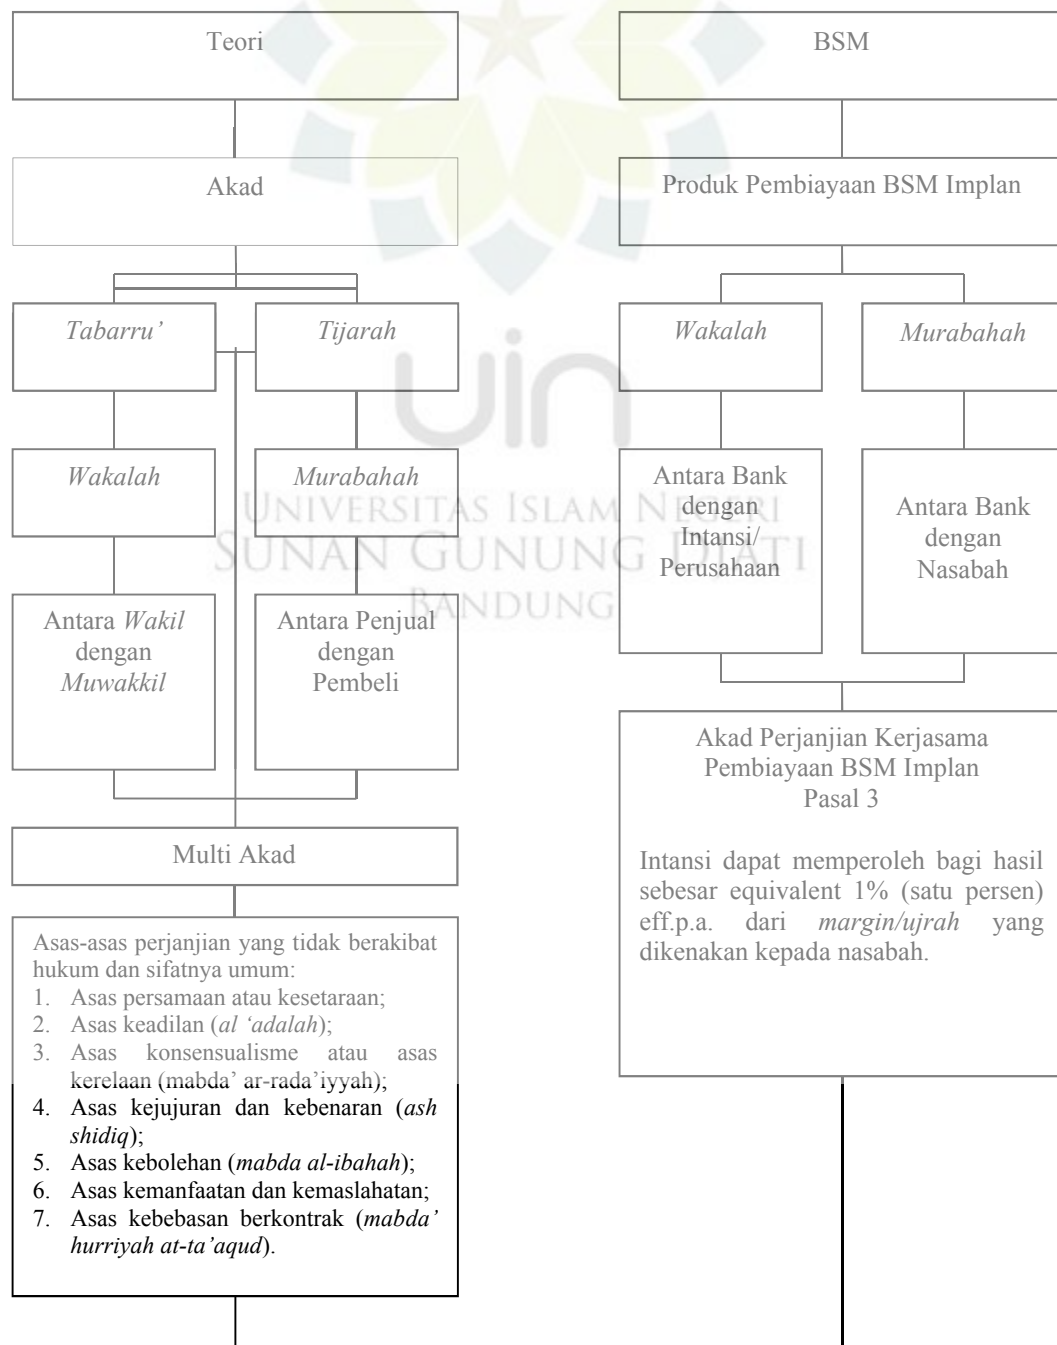 Teori
Akad
Tabarru’
Tijarah
Wakalah
Murabahah
Antara Wakil
dengan
Muwakkil
Antara Penjual
dengan
Pembeli
Multi Akad
Asas-asas perjanjian yang tidak berakibat
hukum dan sifatnya umum:
1. Asas persamaan atau kesetaraan;
2. Asas keadilan (al ‘adalah);
3. Asas konsensualisme atau asas
kerelaan (mabda’ ar-rada’iyyah);
4. Asas kejujuran dan kebenaran (ash
shidiq);
5. Asas kebolehan (mabda al-ibahah);
6. Asas kemanfaatan dan kemaslahatan;
7. Asas kebebasan berkontrak (mabda’
hurriyah at-ta’aqud).
BSM
Produk Pembiayaan BSM Implan
Wakalah
Murabahah
Antara Bank
dengan
Intansi/
Perusahaan
Antara Bank
dengan
Nasabah
Akad Perjanjian Kerjasama
Pembiayaan BSM Implan
Pasal 3
Intansi dapat memperoleh bagi hasil
sebesar equivalent 1% (satu persen)
eff.p.a. dari margin/ujrah yang
dikenakan kepada nasabah.
uin
UNIVERSITAS ISLAM NEGERI
SUNAN GUNUNG DJATI
BANDUNG